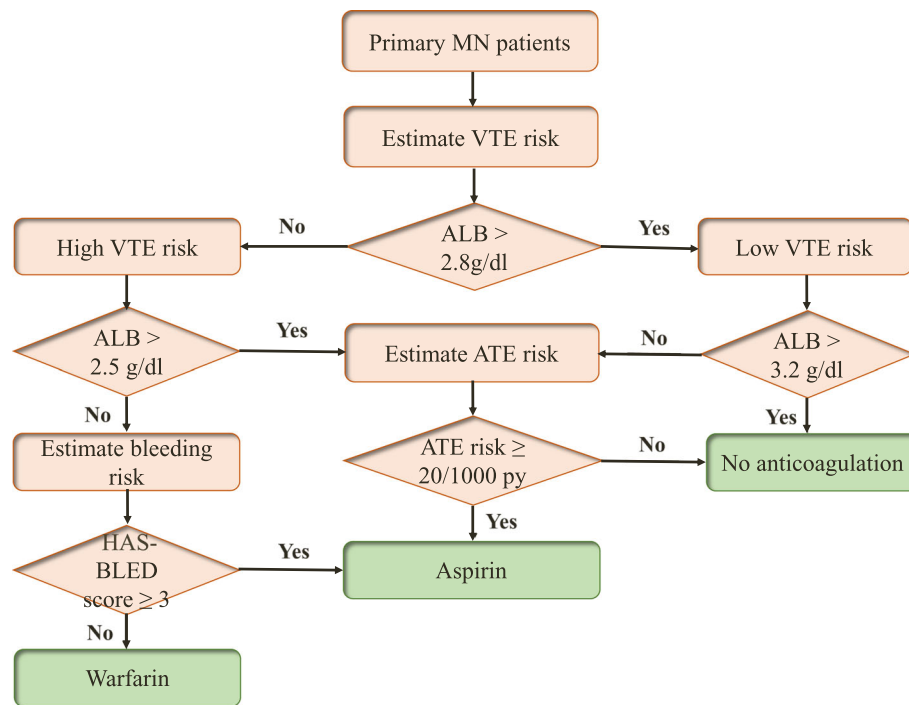 Primary MN patients
Estimate VTE risk
No
Yes
High VTE risk
ALB >
2.8g/dl
Low VTE risk
ALB >
2.5 g/dl
Yes
Estimate ATE risk
No
ALB >
3.2 g/dl
No
Yes
Estimate bleeding
risk
ATE risk ≥
20/1000 py
No
No anticoagulation
HAS-
BLED
score ≥ 3
Yes
Yes
Aspirin
No
Warfarin